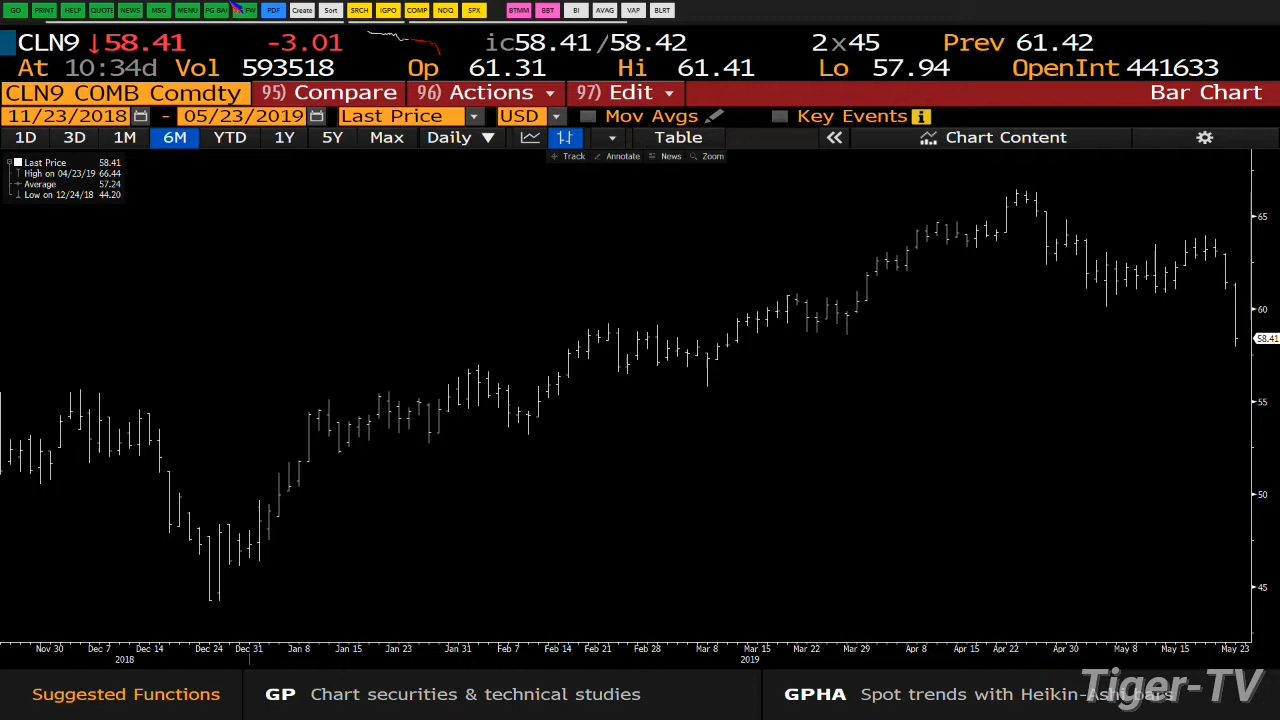 GO PRINT HELP QUOTE NEWS MSG MENU PG BA FW PDF Create Sort SRCH IGPO COMP NDQ SPX BTMM BBT BI AVAG VAP BLRT
CLN9 ↓58.41 -3.01 ic58.41/58.42 2x45 Prev 61.42
At 10:34d Vol 593518 Op 61.31 Hi 61.41 Lo 57.94 OpenInt 441633
CLN9 COMB Comdty 95) Compare 96) Actions 97) Edit Bar Chart
11/23/2018 - 05/23/2019 Last Price USD Mov Avgs Key Events i
1D 3D 1M 6M YTD 1Y 5Y Max Daily ▼ Table « Chart Content
Track Annotate News Zoom
Last Price 58.41
High on 04/23/19 66.44
Average 57.24
Low on 12/24/18 44.20
65
60
58.41
55
50
45
Nov 30 Dec 7 Dec 14 Dec 24 Dec 31 Jan 8 Jan 15 Jan 23 Jan 31 Feb 7 Feb 14 Feb 21 Mar 8 Mar 15 Mar 22 Mar 29 Apr 8 Apr 15 Apr 22 Apr 30 May 8 May 15 May 23
2018 2019
Suggested Functions GP Chart securities & technical studies GPHA Spot trends with Heikin-Ashi bars
Tiger-TV